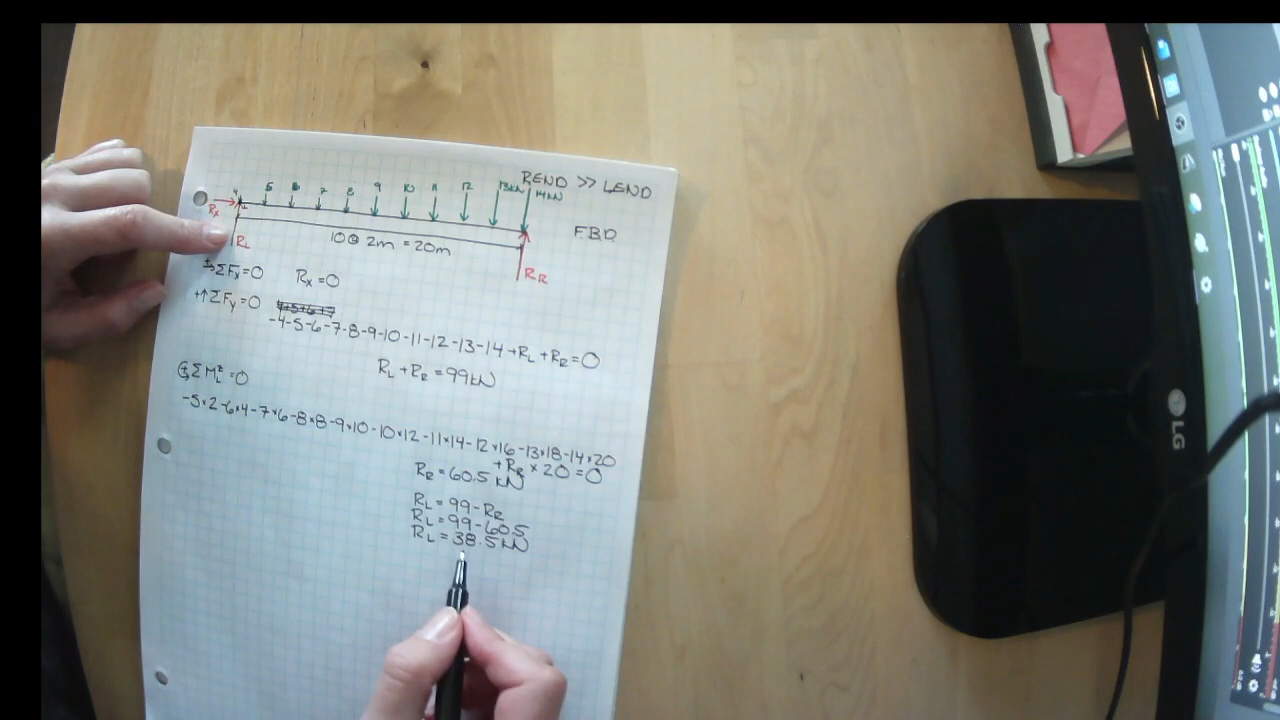 REND >> LEND
4 5 6 7 8 9 10 11 12 13kN 14kN
Rx
RL
10@ 2m = 20m
F.B.D
RR
ΣFx=0 Rx=0
+↑ΣFy=0
-4-5-6-7-8-9-10-11-12-13-14+RL+RR=0
RL+RR=99kN
ΣML=0
-5×2-6×4-7×6-8×8-9×10-10×12-11×14-12×16-13×18-14×20
+RR×20=0
RR=60.5 kN
RL=99-RR
RL=99-60.5
RL=38.5kN
LG